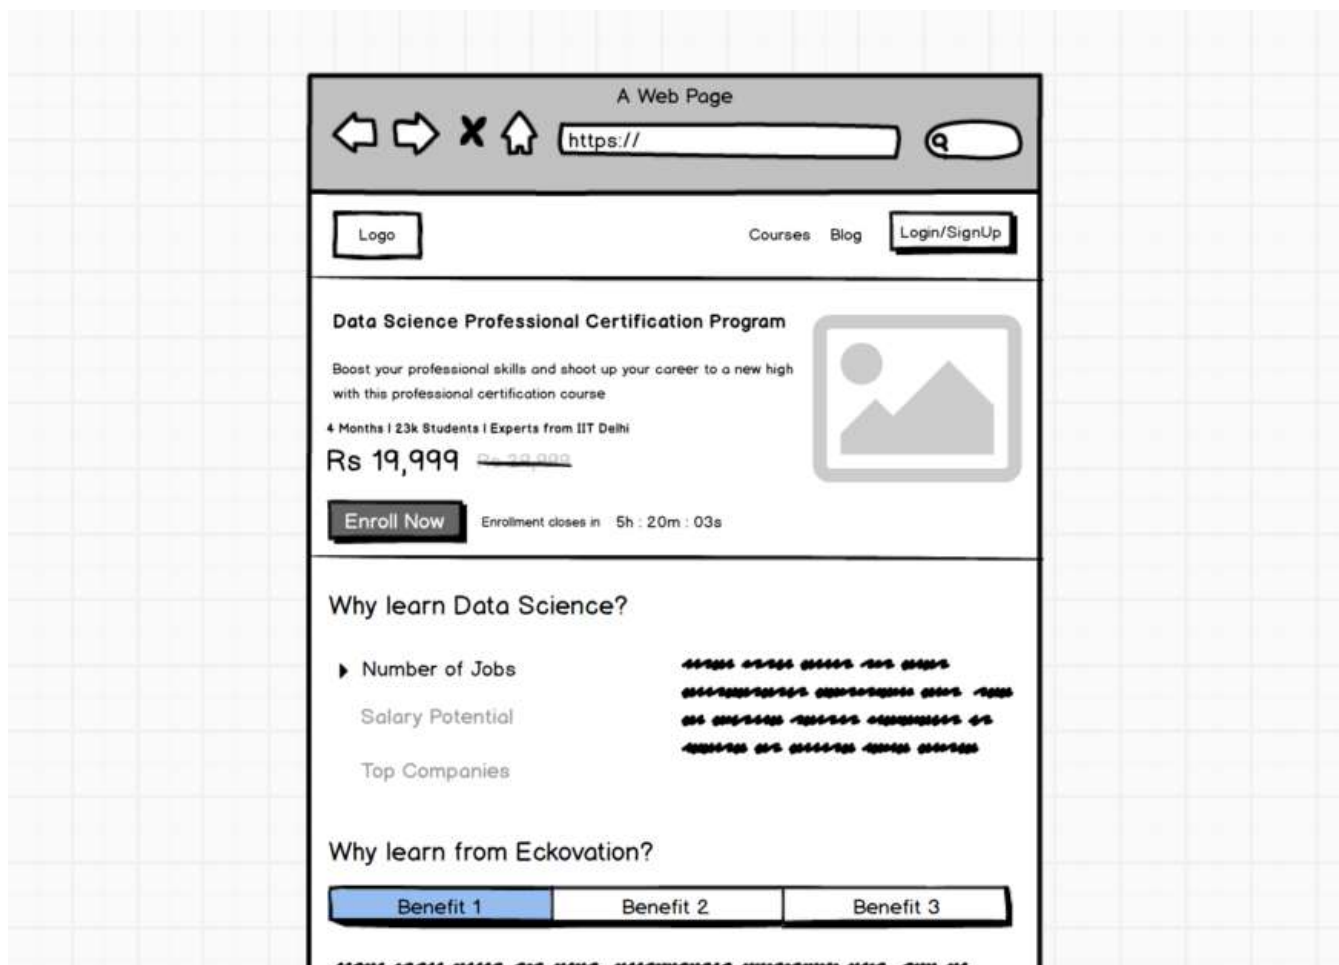 A Web Page
https://
Logo
Courses Blog Login/SignUp
Data Science Professional Certification Program
Boost your professional skills and shoot up your career to a new high
with this professional certification course
4 Months | 23k Students | Experts from IIT Delhi
Rs 19,999
Enroll Now Enrollment closes in 5h : 20m : 03s
Why learn Data Science?
Number of Jobs
Salary Potential
Top Companies
Why learn from Eckovation?
Benefit 1 Benefit 2 Benefit 3